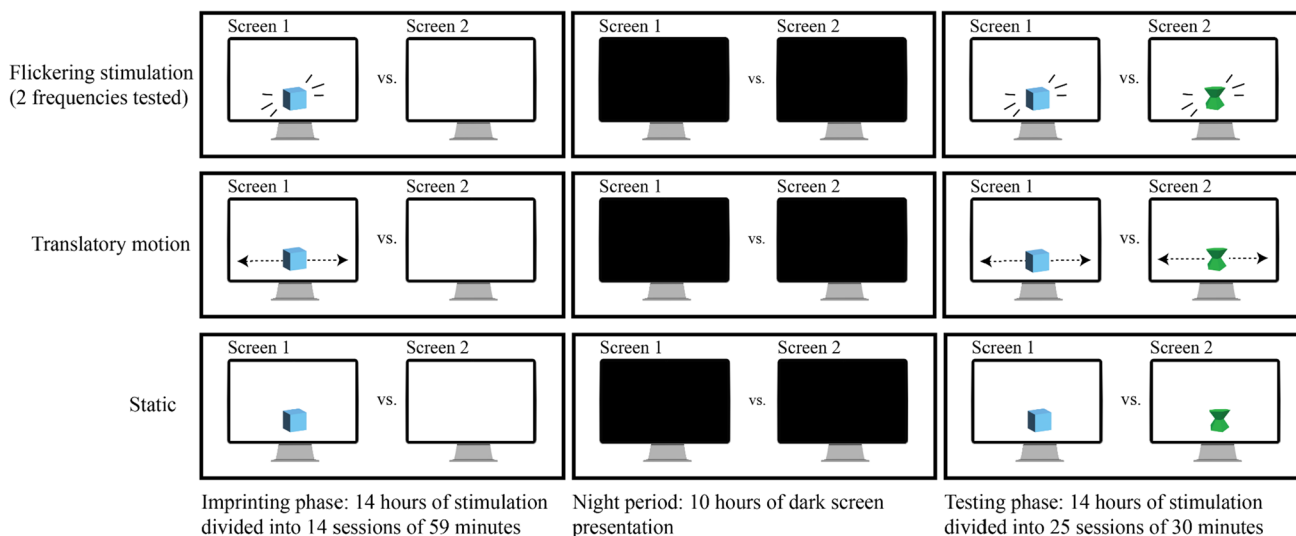 Screen 1
Screen 2
Screen 1
Screen 2
Screen 1
Screen 2
Flickering stimulation
(2 frequencies tested)
vs.
vs.
vs.
Screen 1
Screen 2
Screen 1
Screen 2
Screen 1
Screen 2
Translatory motion
vs.
vs.
vs.
Screen 1
Screen 2
Screen 1
Screen 2
Screen 1
Screen 2
Static
vs.
vs.
vs.
Imprinting phase: 14 hours of stimulation
divided into 14 sessions of 59 minutes
Night period: 10 hours of dark screen
presentation
Testing phase: 14 hours of stimulation
divided into 25 sessions of 30 minutes